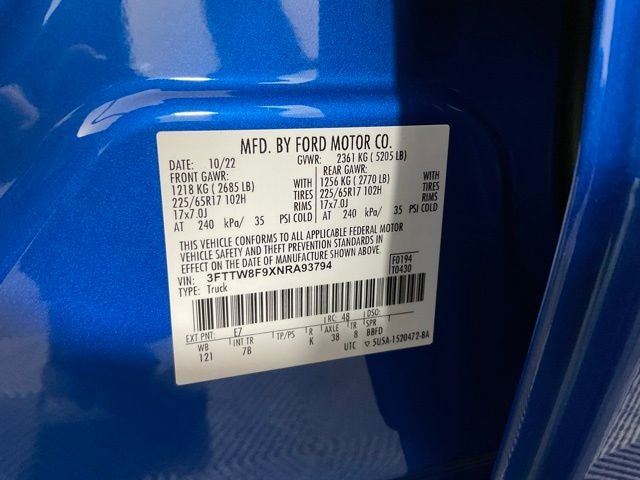 MFD. BY FORD MOTOR CO.
DATE: 10/22 GVWR: 2361 KG ( 5205 LB)
FRONT GAWR: REAR GAWR:
1218 KG ( 2685 LB) WITH 1256 KG ( 2770 LB) WITH
225/65R17 102H TIRES 225/65R17 102H TIRES
17x7.0J RIMS 17x7.0J RIMS
AT 240 kPa/ 35 PSI COLD AT 240 kPa/ 35 PSI COLD
THIS VEHICLE CONFORMS TO ALL APPLICABLE FEDERAL MOTOR
VEHICLE SAFETY AND THEFT PREVENTION STANDARDS IN
EFFECT ON THE DATE OF MANUFACTURE SHOWN ABOVE.
VIN: 3FTTW8F9XNRA93794 F0194
TYPE: Truck T0430
EXT PNT: E7 RC: 48 DSO:
WB INT TR TP/PS R AXLE TR SPR
121 7B K 38 8 BBFD
UTC ▽ 5U5A-1520472-BA